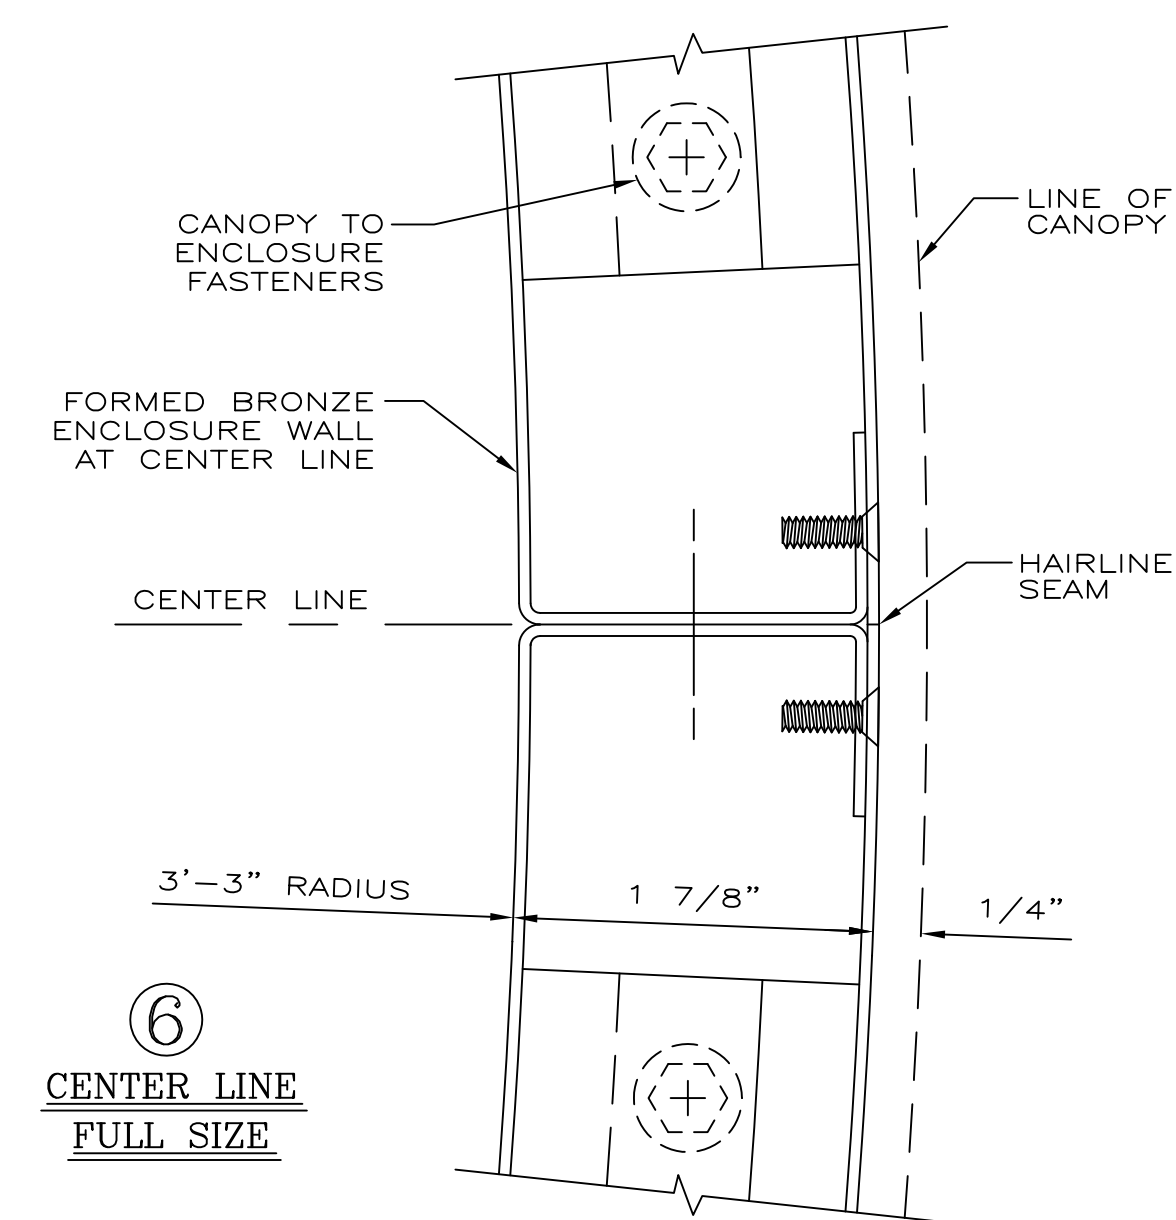 CANOPY TO
ENCLOSURE
FASTENERS
LINE OF
CANOPY
FORMED BRONZE
ENCLOSURE WALL
AT CENTER LINE
CENTER LINE
HAIRLINE
SEAM
3'-3" RADIUS
1 7/8"
1/4"
6
CENTER LINE
FULL SIZE